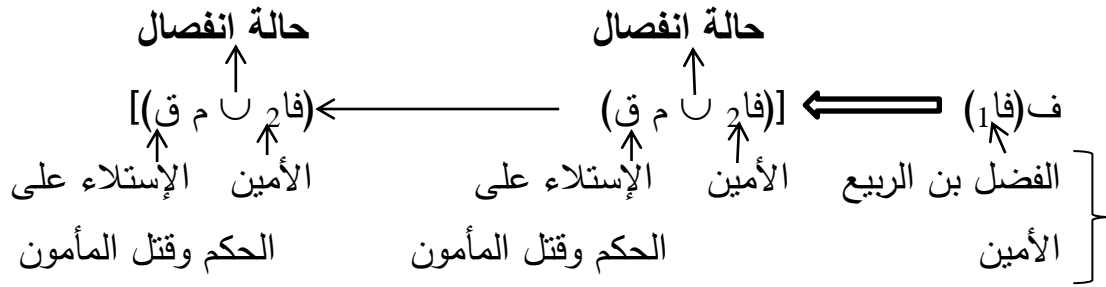 حالة انفصال حالة انفصال
ف(فا1) [(فا2 ∪ م ق) (فا2 ∪ م ق)]
الفضل بن الربيع الأمين الإستلاء على الأمين الإستلاء على
الأمين الحكم وقتل المأمون الحكم وقتل المأمون